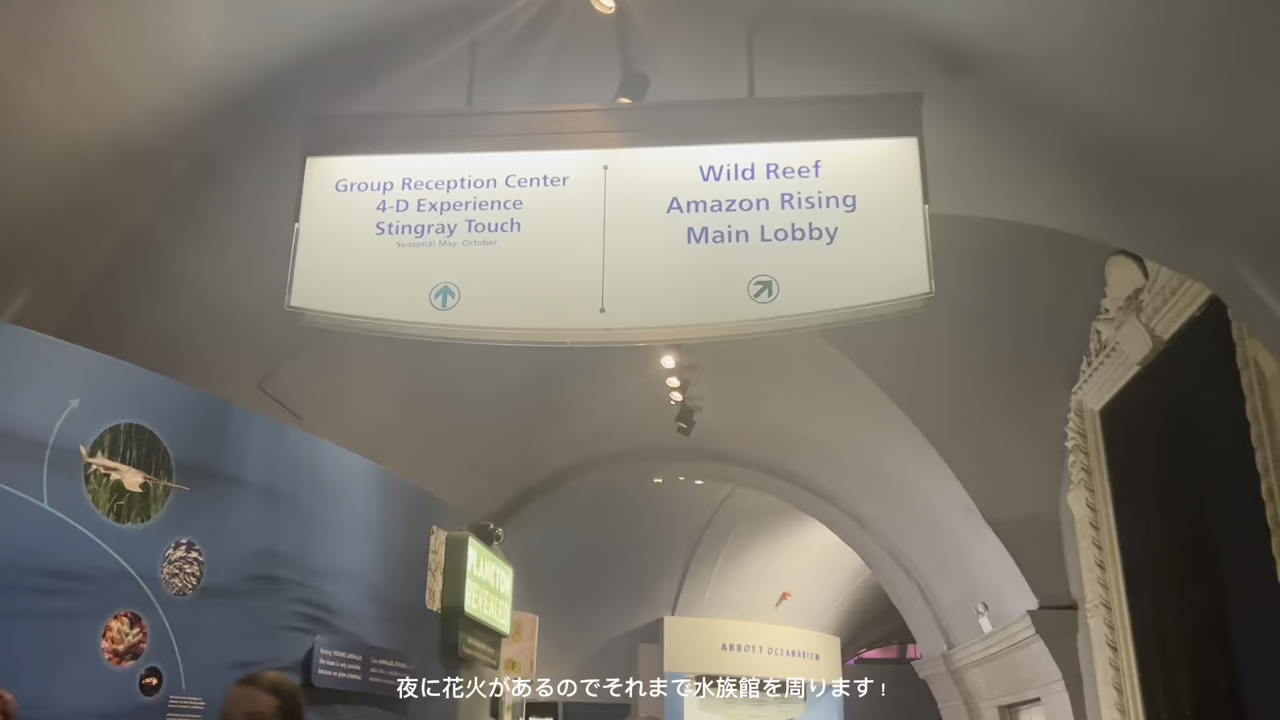 Group Reception Center
4-D Experience
Stingray Touch
Seasonal May-October
Wild Reef
Amazon Rising
Main Lobby
PLANKTON
REVEALED
ABBOTT OCEANARIUM
夜に花火があるのでそれまで水族館を周ります！